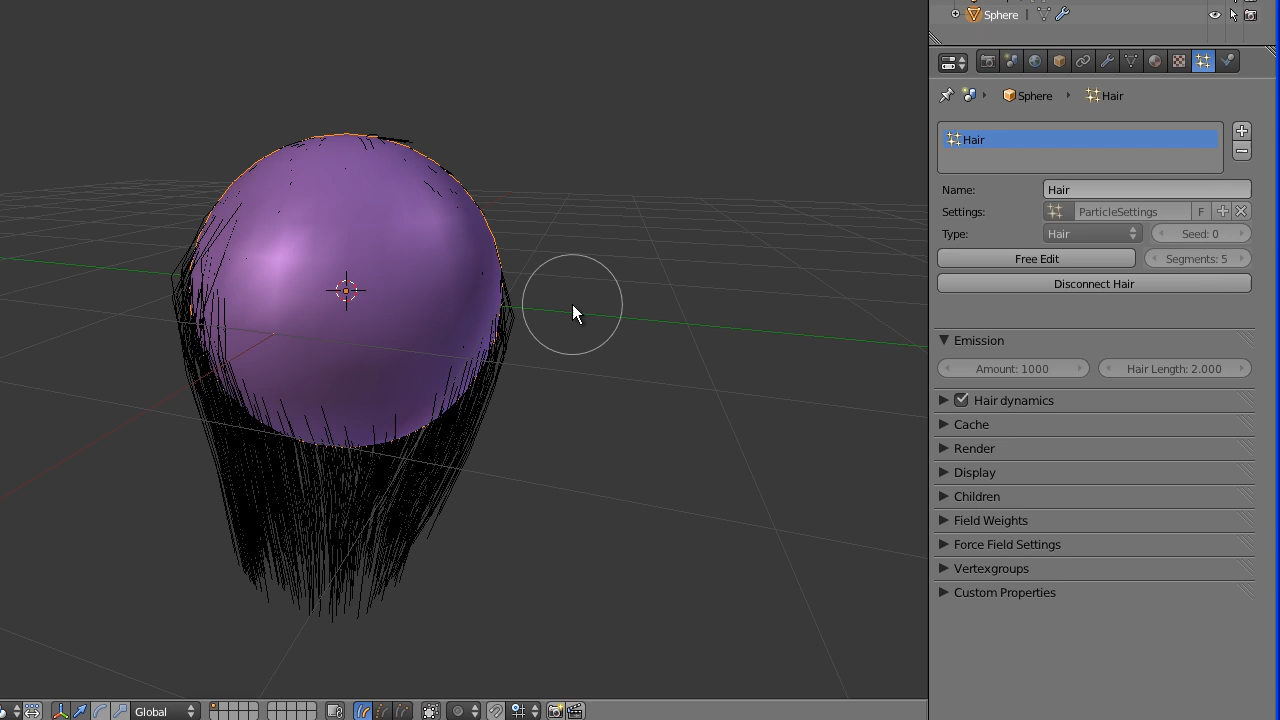 Sphere
Sphere Hair
Hair
Name: Hair
Settings: ParticleSettings F
Type: Hair Seed: 0
Free Edit Segments: 5
Disconnect Hair
Emission
Amount: 1000 Hair Length: 2.000
Hair dynamics
Cache
Render
Display
Children
Field Weights
Force Field Settings
Vertexgroups
Custom Properties
Global